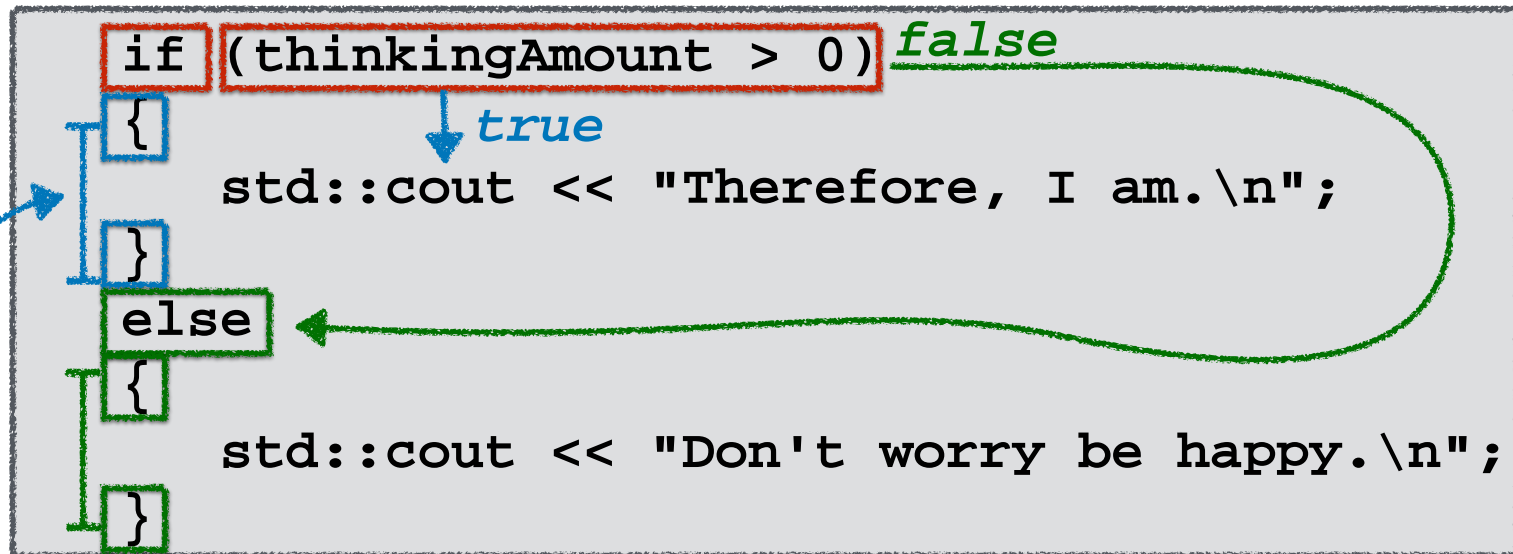 if (thinkingAmount > 0) false
{
true
std::cout << "Therefore, I am.\n";
}
else
{
std::cout << "Don't worry be happy.\n";
}